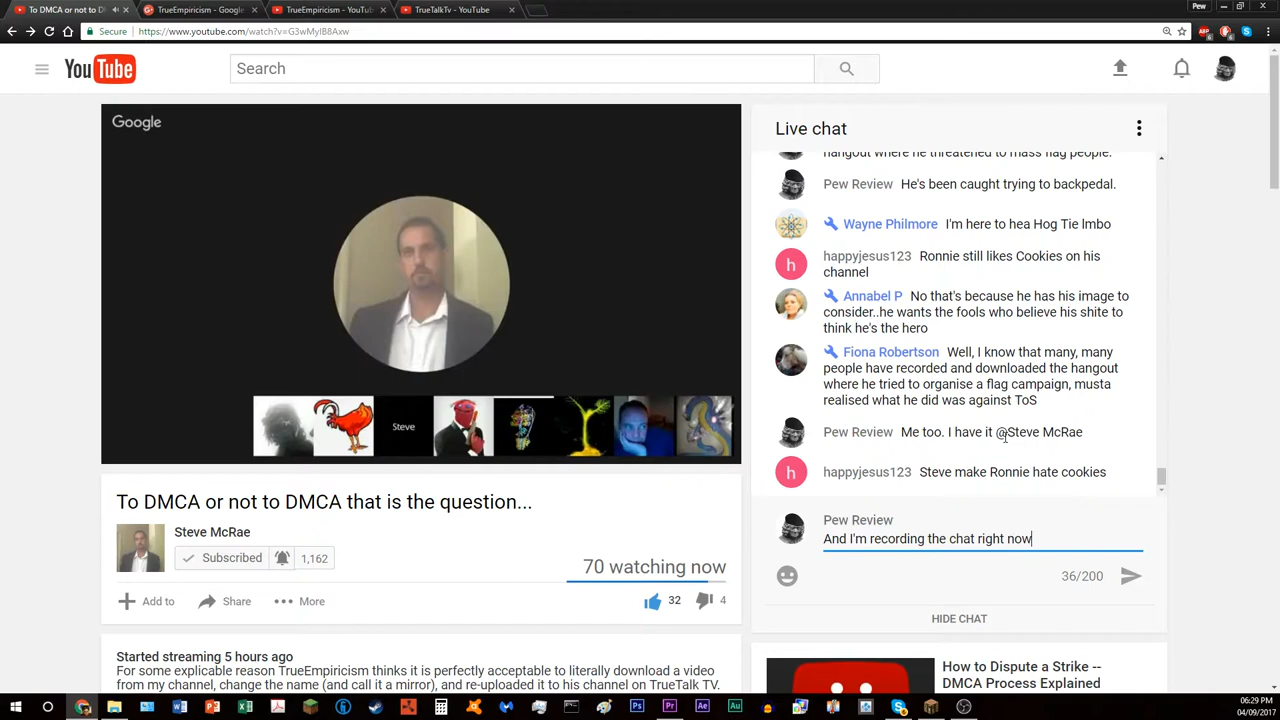 To DMCA or not to D
TrueEmpiricism - Google
TrueEmpiricism - YouTu
TrueTalkTv - YouTube
Pew
Secure
https://www.youtube.com/watch?v=G3wMyIB8Axw
YouTube
Search
Google
Steve
To DMCA or not to DMCA that is the question...
Steve McRae
Subscribed
1,162
70 watching now
Add to
Share
More
32
4
Started streaming 5 hours ago
For some explicable reason TrueEmpiricism thinks it is perfectly acceptable to literally download a video
from my channel, change the name (and call it a mirror), and re-uploaded it to his channel on TrueTalk TV.
Live chat
hangout where he threatened to mass flag people.
Pew Review He's been caught trying to backpedal.
Wayne Philmore I'm here to hea Hog Tie lmbo
happyjesus123 Ronnie still likes Cookies on his
channel
Annabel P No that's because he has his image to
consider..he wants the fools who believe his shite to
think he's the hero
Fiona Robertson Well, I know that many, many
people have recorded and downloaded the hangout
where he tried to organise a flag campaign, musta
realised what he did was against ToS
Pew Review Me too. I have it @Steve McRae
h happyjesus123 Steve make Ronnie hate cookies
Pew Review
And I'm recording the chat right now
36/200
HIDE CHAT
How to Dispute a Strike --
DMCA Process Explained
06:29 PM
04/09/2017